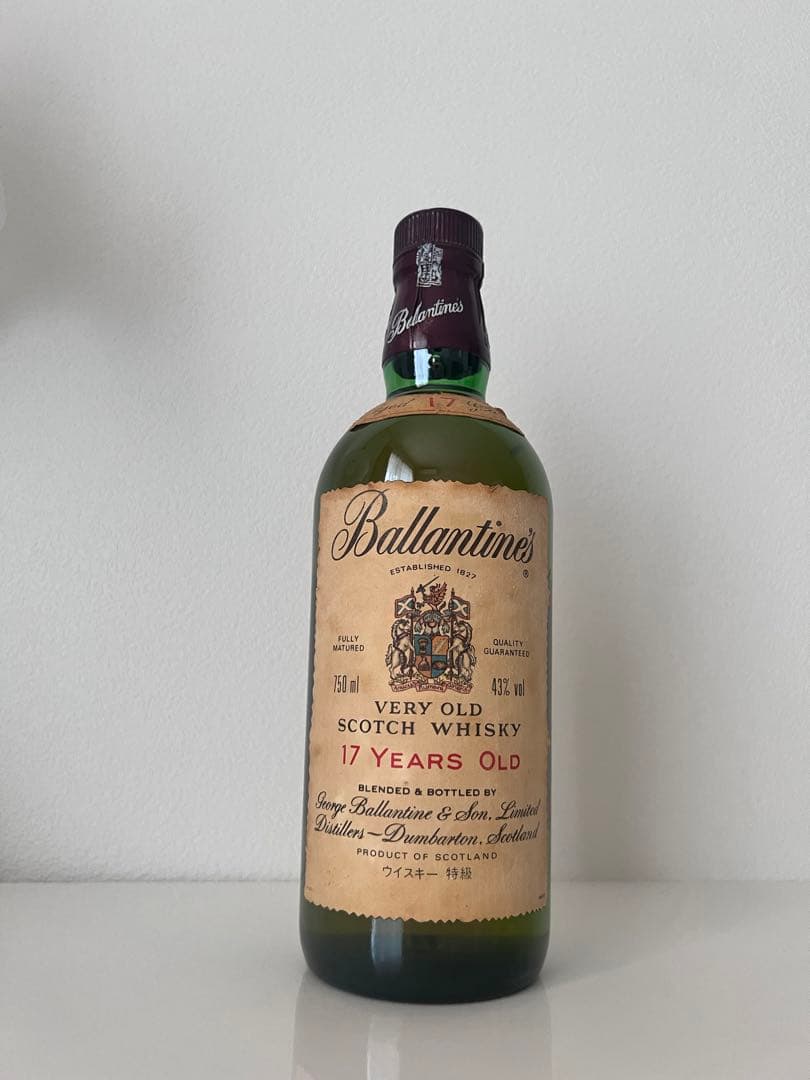 Ballantine's
17
Ballantine's
®
ESTABLISHED 1827
FULLY
MATURED
QUALITY
GUARANTEED
750 ml
43% vol
VERY OLD
SCOTCH WHISKY
17 YEARS OLD
BLENDED & BOTTLED BY
George Ballantine & Son, Limited
Distillers—Dumbarton, Scotland
PRODUCT OF SCOTLAND
ウイスキー 特級